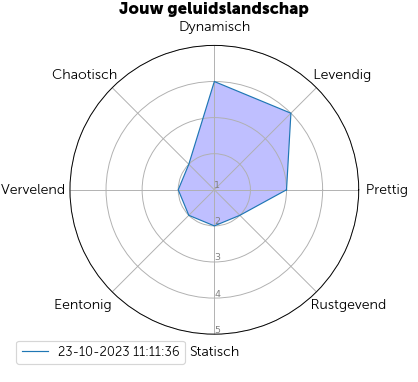 Jouw geluidslandschap
Dynamisch
Chaotisch
Levendig
Vervelend
1
Prettig
2
3
4
Eentonig
Rustgevend
5
23-10-2023 11:11:36
Statisch